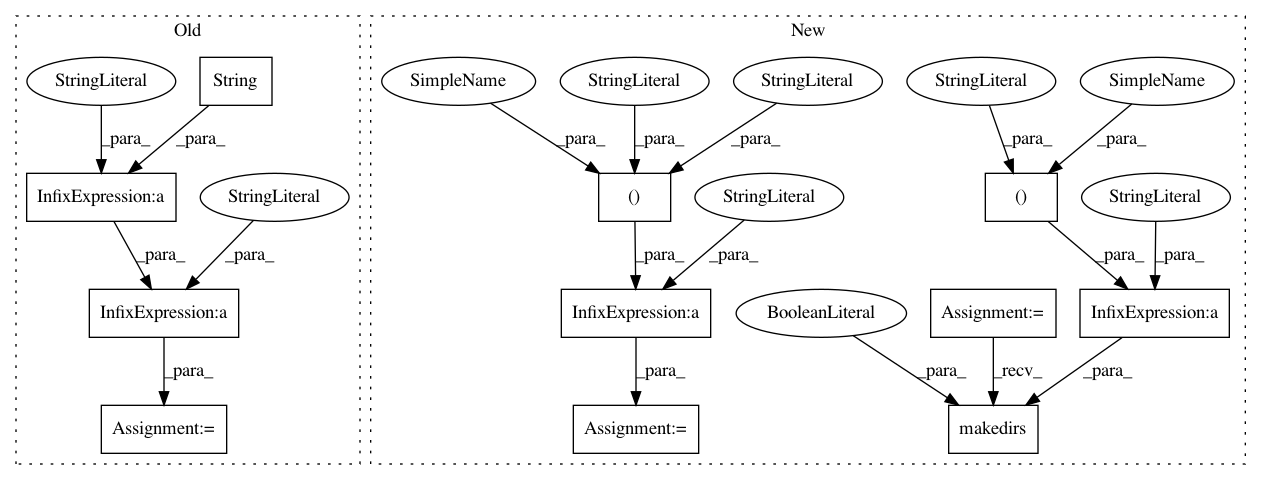 Old
New
StringLiteral
String
SimpleName
StringLiteral
StringLiteral
StringLiteral
SimpleName
_para_
_para_
_para_
_para_
_para_
_para_
_para_
InfixExpression:a
StringLiteral
()
StringLiteral
()
StringLiteral
_para_
_para_
_para_
_para_
_para_
_para_
InfixExpression:a
InfixExpression:a
BooleanLiteral
Assignment:=
InfixExpression:a
_para_
_para_
_para_
_recv_
_para_
Assignment:=
Assignment:=
makedirs